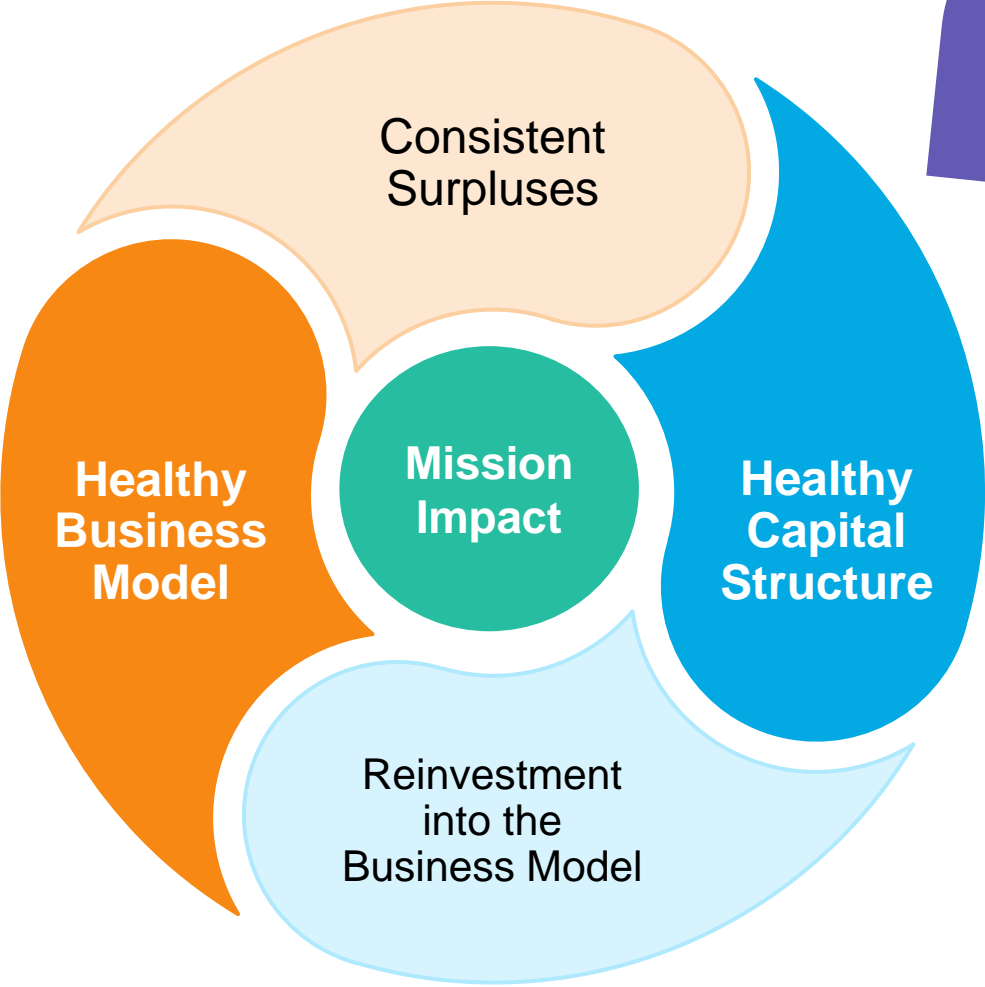 Consistent
Surpluses
Healthy
Business
Model
Mission
Impact
Healthy
Capital
Structure
Reinvestment
into the
Business Model